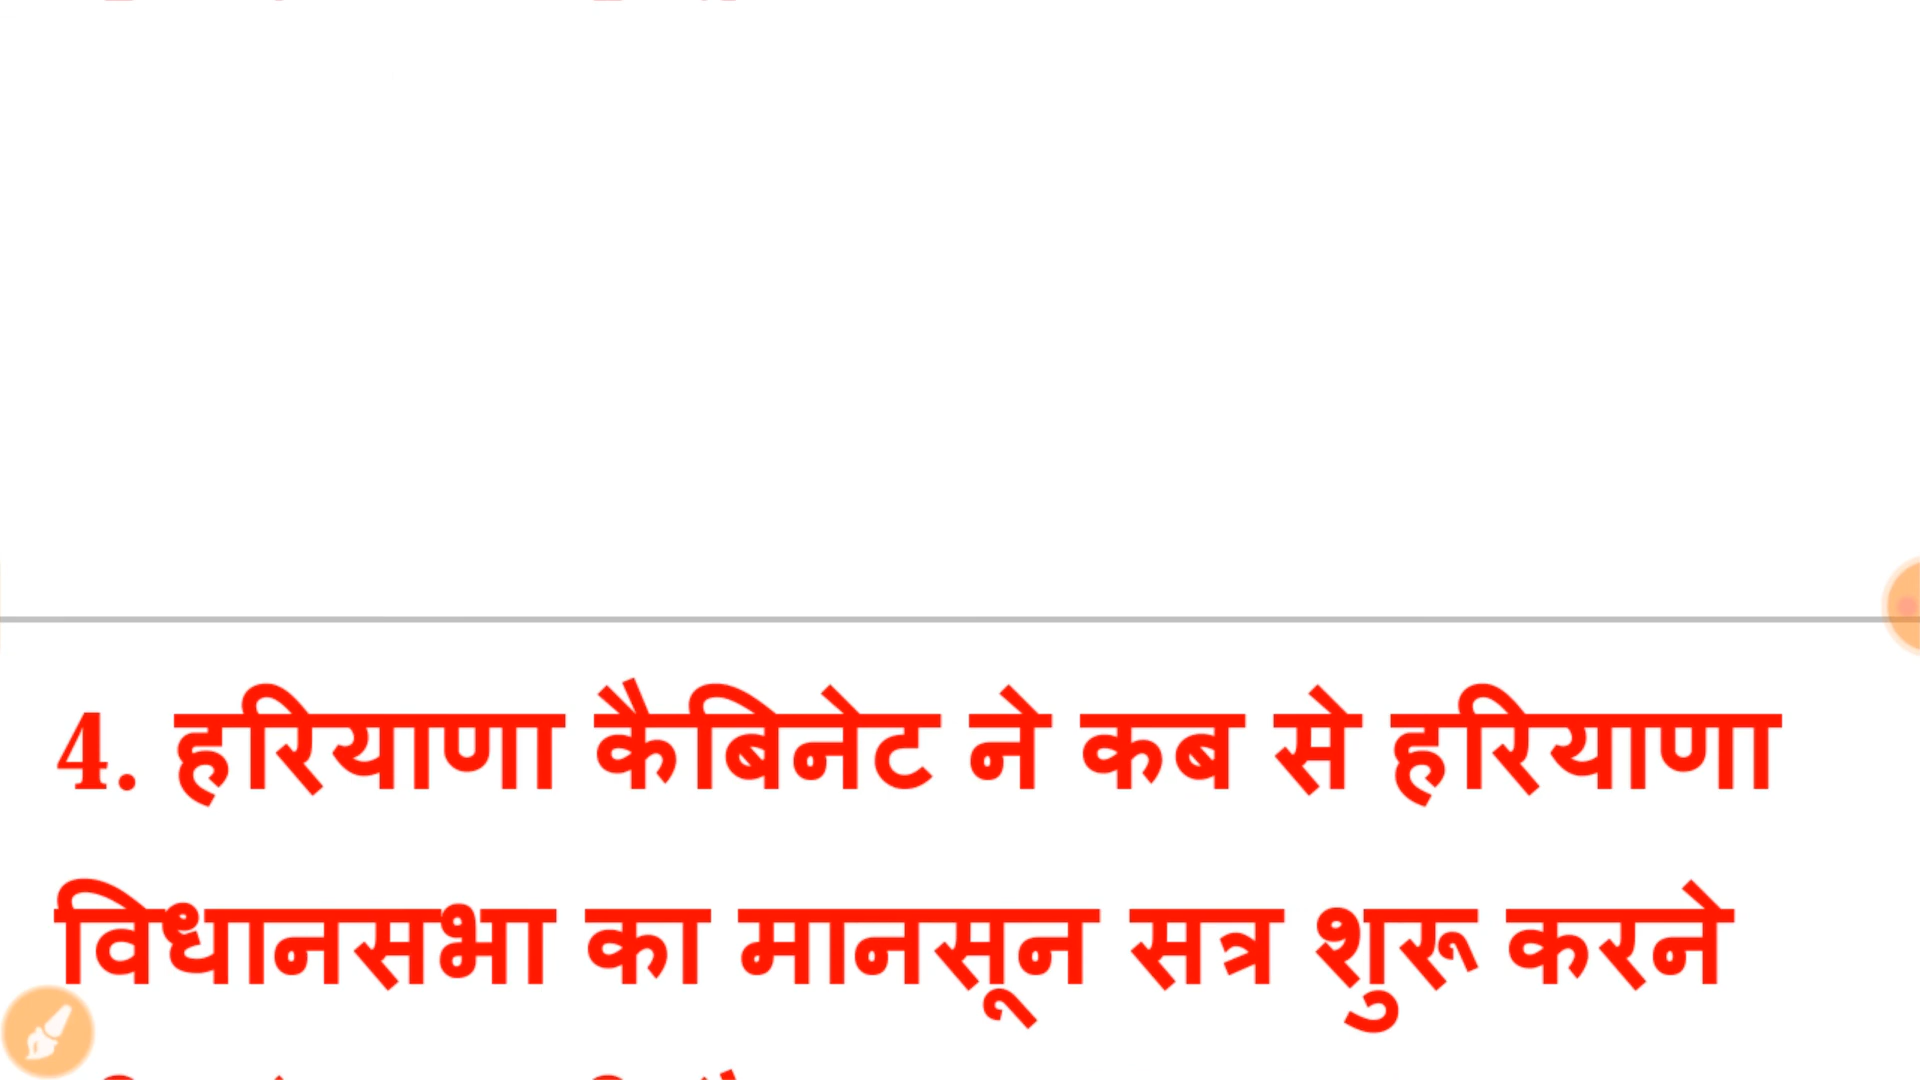 4. हरियाणा कैबिनेट ने कब से हरियाणा
विधानसभा का मानसून सत्र शुरू करने